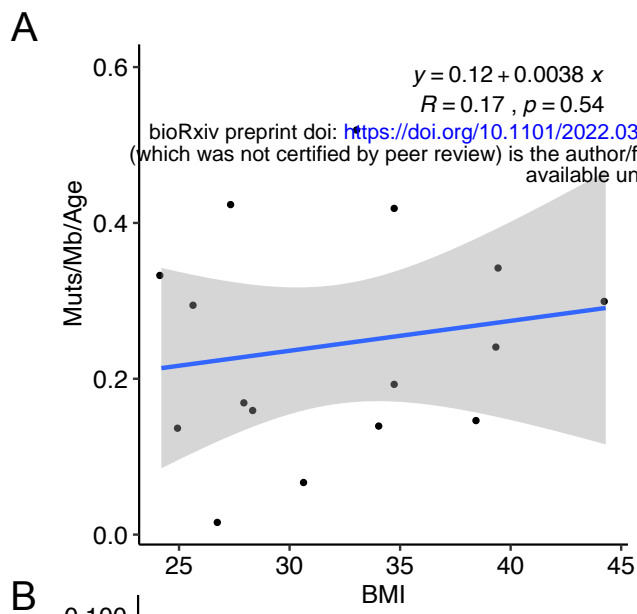 A
0.6
y = 0.12 + 0.0038 x
R = 0.17 , p = 0.54
bioRxiv preprint doi: https://doi.org/10.1101/2022.03
(which was not certified by peer review) is the author/f
available un
0.4
Muts/Mb/Age
0.2
0.0
25 30 35 40 45
BMI
B
0.100